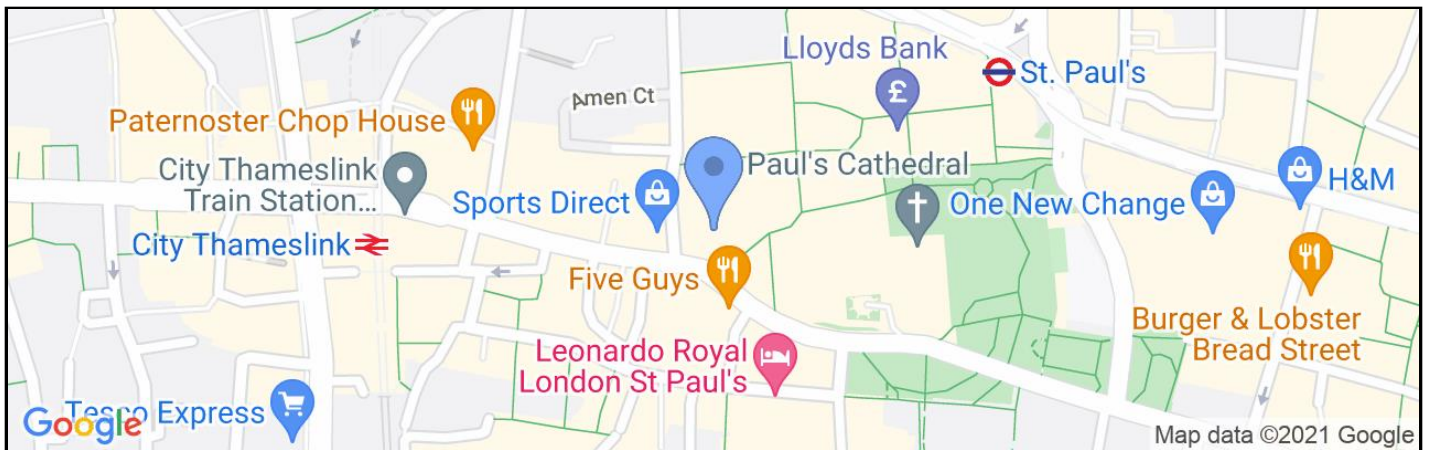 Lloyds Bank
£
St. Paul's
Amen Ct
Paternoster Chop House
City Thameslink
Train Station...
Paul's Cathedral
H&M
Sports Direct
One New Change
City Thameslink
Five Guys
Burger & Lobster
Bread Street
Leonardo Royal
London St Paul's
Tesco Express
Google
Map data ©2021 Google